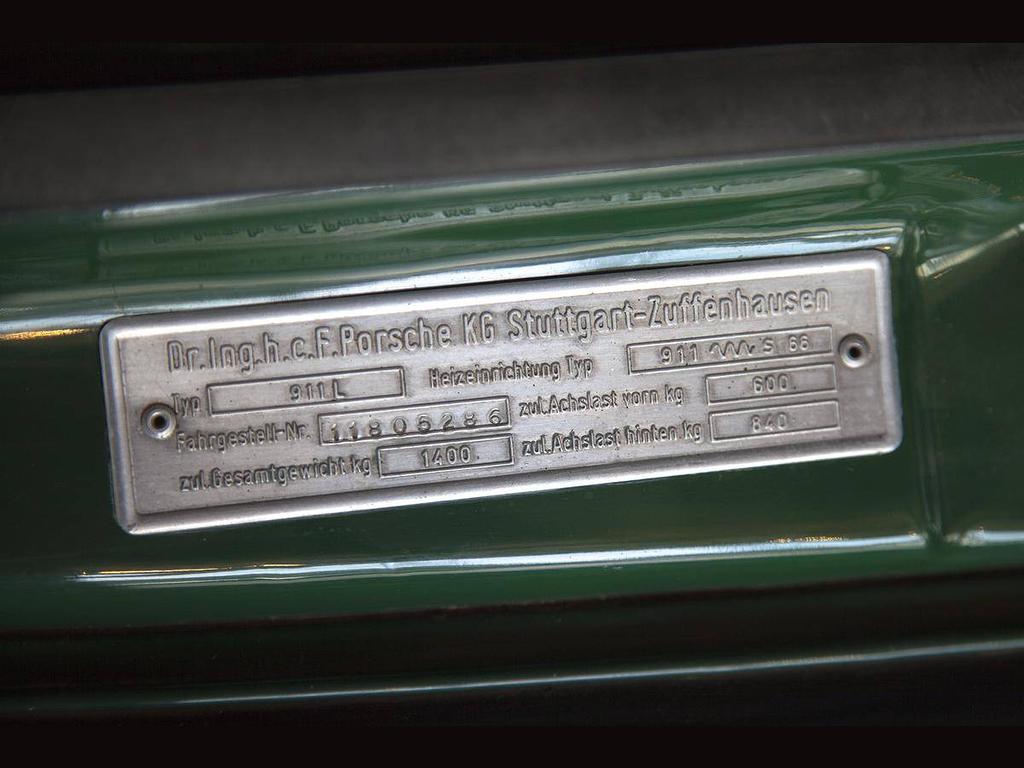 Dr.Ing.h.c.F.Porsche KG Stuttgart-Zuffenhausen
Typ 911 L Heizeinrichtung Typ 911 S 66
Fahrgestell-Nr. 11805286 zul.Achslast vorn kg 600.
zul.Gesamtgewicht kg 1400. zul.Achslast hinten kg 840.